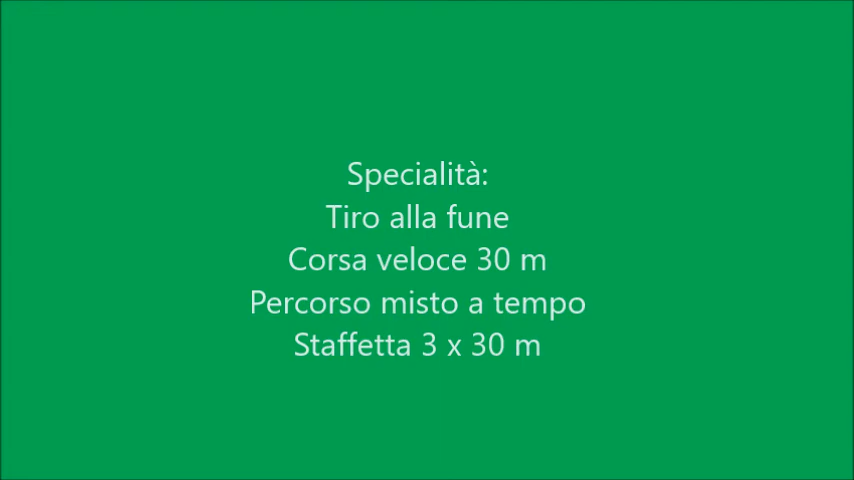 Specialità:
Tiro alla fune
Corsa veloce 30 m
Percorso misto a tempo
Staffetta 3 x 30 m